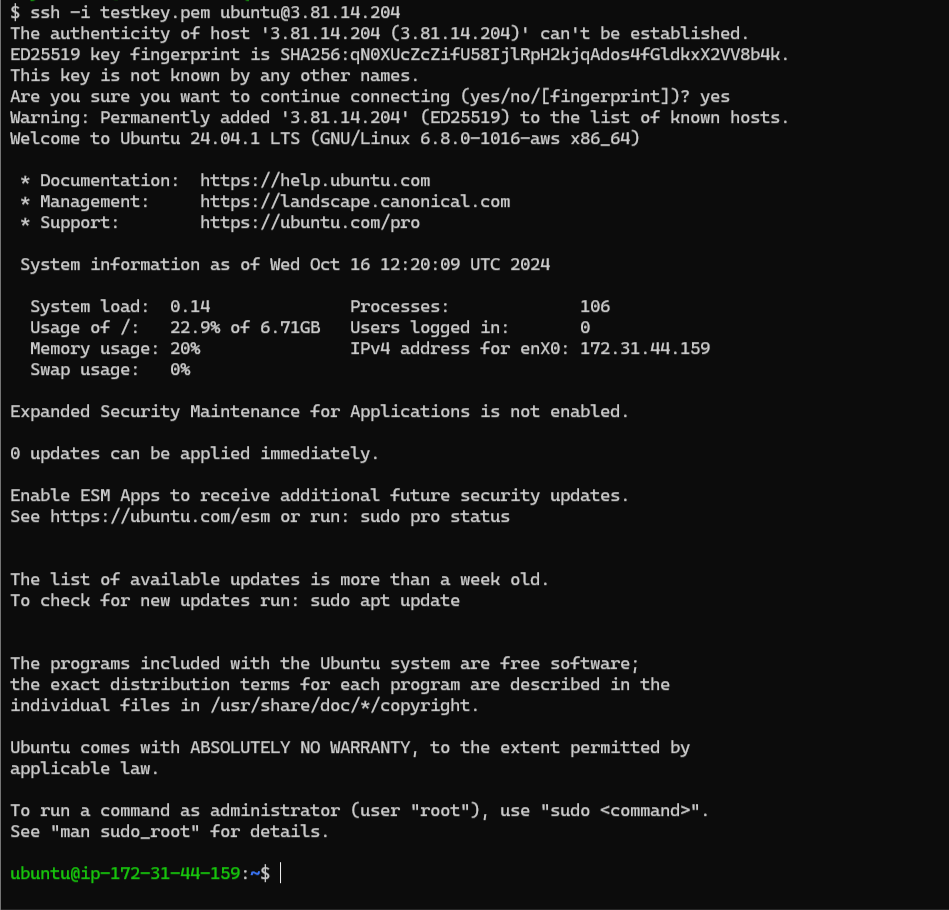 $ ssh -i testkey.pem ubuntu@3.81.14.204
The authenticity of host '3.81.14.204 (3.81.14.204)' can't be established.
ED25519 key fingerprint is SHA256:qN0XUcZcZifU58IjlRpH2kjqAdos4fGldkxX2VV8b4k.
This key is not known by any other names.
Are you sure you want to continue connecting (yes/no/[fingerprint])? yes
Warning: Permanently added '3.81.14.204' (ED25519) to the list of known hosts.
Welcome to Ubuntu 24.04.1 LTS (GNU/Linux 6.8.0-1016-aws x86_64)

 * Documentation:  https://help.ubuntu.com
 * Management:     https://landscape.canonical.com
 * Support:        https://ubuntu.com/pro

 System information as of Wed Oct 16 12:20:09 UTC 2024

  System load:  0.14              Processes:             106
  Usage of /:   22.9% of 6.71GB   Users logged in:       0
  Memory usage: 20%               IPv4 address for enX0: 172.31.44.159
  Swap usage:   0%

Expanded Security Maintenance for Applications is not enabled.

0 updates can be applied immediately.

Enable ESM Apps to receive additional future security updates.
See https://ubuntu.com/esm or run: sudo pro status


The list of available updates is more than a week old.
To check for new updates run: sudo apt update


The programs included with the Ubuntu system are free software;
the exact distribution terms for each program are described in the
individual files in /usr/share/doc/*/copyright.

Ubuntu comes with ABSOLUTELY NO WARRANTY, to the extent permitted by
applicable law.

To run a command as administrator (user "root"), use "sudo <command>".
See "man sudo_root" for details.

ubuntu@ip-172-31-44-159:~$